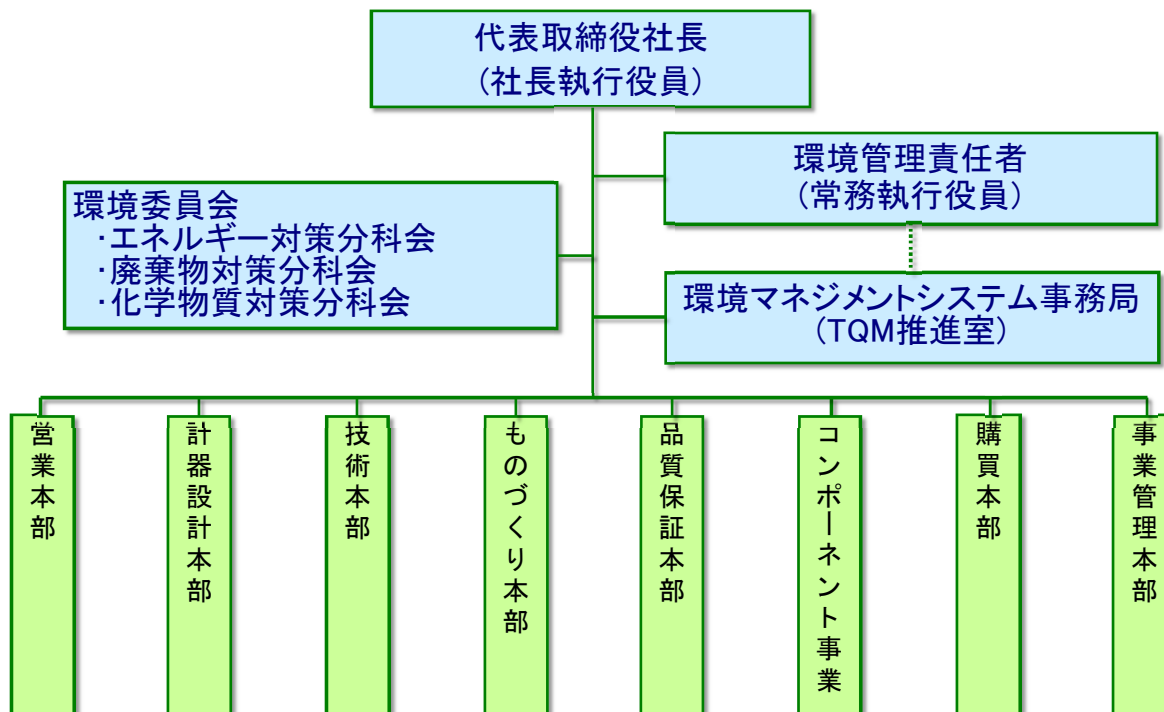 代表取締役社長
(社長執行役員)
環境管理責任者
(常務執行役員)
環境委員会
・エネルギー対策分科会
・廃棄物対策分科会
・化学物質対策分科会
環境マネジメントシステム事務局
(TQM推進室)
営業本部
計器設計本部
技術本部
ものづくり本部
品質保証本部
コンポーネント事業
購買本部
事業管理本部